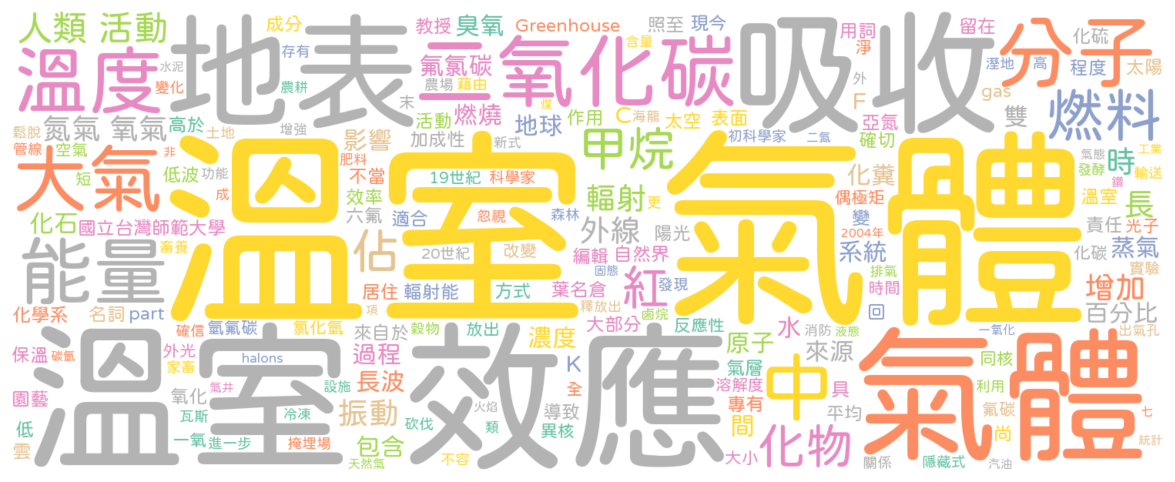 人類 活動
成分
教授
臭氧
Greenhouse
照至
現今
用詞
留在
化硫
水泥
存有
地表
含量
淨
分子
溼地
高
程度
太陽
溫度
變化
農耕
氟氯碳
農場
藉由
二氧化碳
吸收
外
gas
末
燃燒
煤
C
海龍
太空
表面
F
亞氮
雙
燃料
氮氣
氧氣
高於
土地
增強
影響
活動
加成性
新式
地球
作用
初科學家
二氮
確切
鬆脫
管線
空氣
非
大氣
短
低波
功能
成
肥料
不當
19世紀
科學家
甲烷
氣態
工業
發酵
輸送
時
鑽
溫室氣體
效率
輻射
更
化糞
偶極矩
溫室
長
化石
國立台灣師範大學
六氟
適合
忽視
森林
外線
陽光
變
2004年
責任
光子
畜養
能量
佔
20世紀
改變
編輯
自然界
系統
化碳
蒸氣
固態
發現
排氣
實驗
居住
輻射能
方式
葉名倉
紅
鹵烷
時間
增加
項
釋放出
回
百分比
化學系
名詞
part
確信
氫氟碳
氯化氫
來自於
穀物
放出
濃度
大部分
反應性
水
消防
液態
一氧化
出氣孔
保溫
碳氫
外光
家畜
halons
過程
K
原子
來源
同核
溫室效應
中
氣體
氣層
溶解度
具
利用
園藝
氧化
氣井
設施
長波
全
專有
平均
氟碳
七
低
瓦斯
冷凍
振動
火焰
砍伐
類
導致
異核
間
尚
雲
一氧
進一步
掩埋場
包含
天然氣
不容
大小
化物
關係
隱藏式
汽油
統計